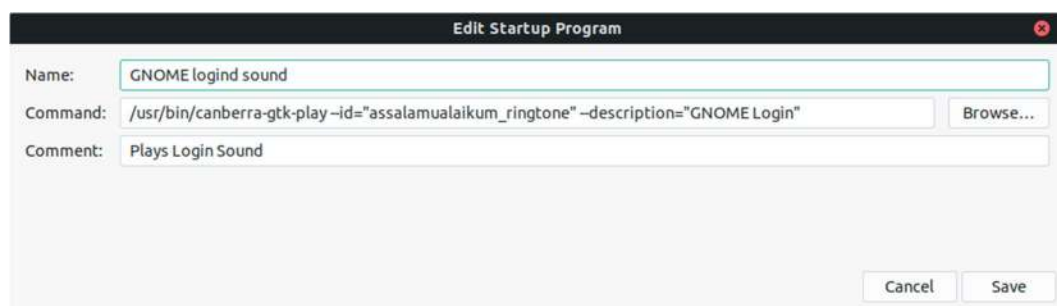 Edit Startup Program
Name: GNOME logind sound
Command: /usr/bin/canberra-gtk-play --id="assalamualaikum_ringtone" --description="GNOME Login" Browse...
Comment: Plays Login Sound
Cancel Save